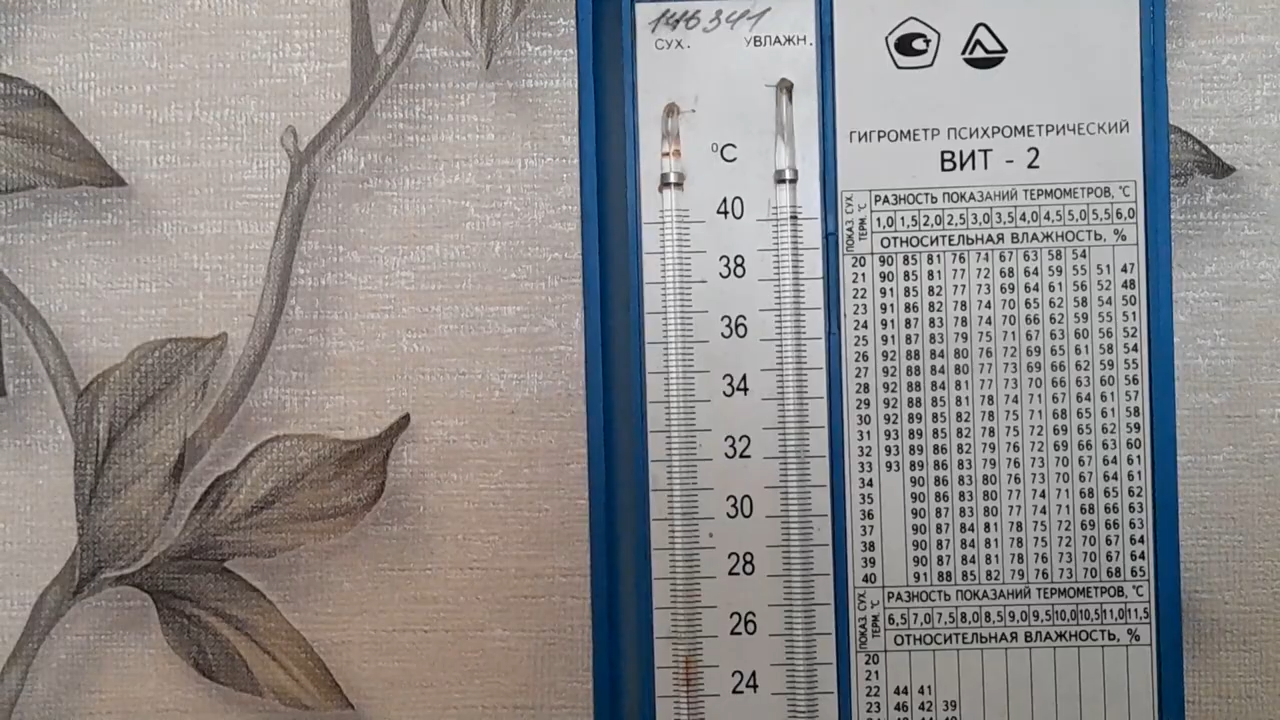 146341
СУХ. УВЛАЖН.
⁰C
40
38
36
34
32
30
28
26
24
ГИГРОМЕТР ПСИХРОМЕТРИЧЕСКИЙ
ВИТ - 2
ПОКАЗ. СУХ. ТЕРМ. °С
РАЗНОСТЬ ПОКАЗАНИЙ ТЕРМОМЕТРОВ, °С
1,0 1,5 2,0 2,5 3,0 3,5 4,0 4,5 5,0 5,5 6,0
ОТНОСИТЕЛЬНАЯ ВЛАЖНОСТЬ, %
20 90 85 81 76 74 67 63 58 54
21 90 85 81 77 72 68 64 59 55 51 47
22 91 85 82 77 73 69 64 61 56 52 48
23 91 86 82 78 74 70 65 62 58 54 50
24 91 87 83 78 74 70 66 62 59 55 51
25 91 87 83 79 75 71 67 63 60 56 52
26 92 88 84 80 76 72 69 65 61 58 54
27 92 88 84 80 77 73 69 66 62 59 55
28 92 88 84 81 77 73 70 66 63 60 56
29 92 88 85 81 78 74 71 67 64 61 57
30 92 89 85 82 78 75 71 68 65 61 58
31 93 89 85 82 78 75 72 69 65 62 59
32 93 89 86 82 79 76 72 69 66 63 60
33 93 89 86 83 79 76 73 70 67 64 61
34 90 86 83 80 76 73 70 67 64 61
35 90 86 83 80 77 74 71 68 65 62
36 90 87 83 80 77 74 71 68 66 63
37 90 87 84 81 78 75 72 69 66 63
38 90 87 84 81 78 75 72 70 67 64
39 90 87 84 81 78 76 73 70 67 64
40 91 88 85 82 79 76 73 70 68 65
ПОКАЗ. СУХ. ТЕРМ. °С
РАЗНОСТЬ ПОКАЗАНИЙ ТЕРМОМЕТРОВ, °С
6,5 7,0 7,5 8,0 8,5 9,0 9,5 10,0 10,5 11,0 11,5
ОТНОСИТЕЛЬНАЯ ВЛАЖНОСТЬ, %
20
21
22 44 41
23 46 42 39